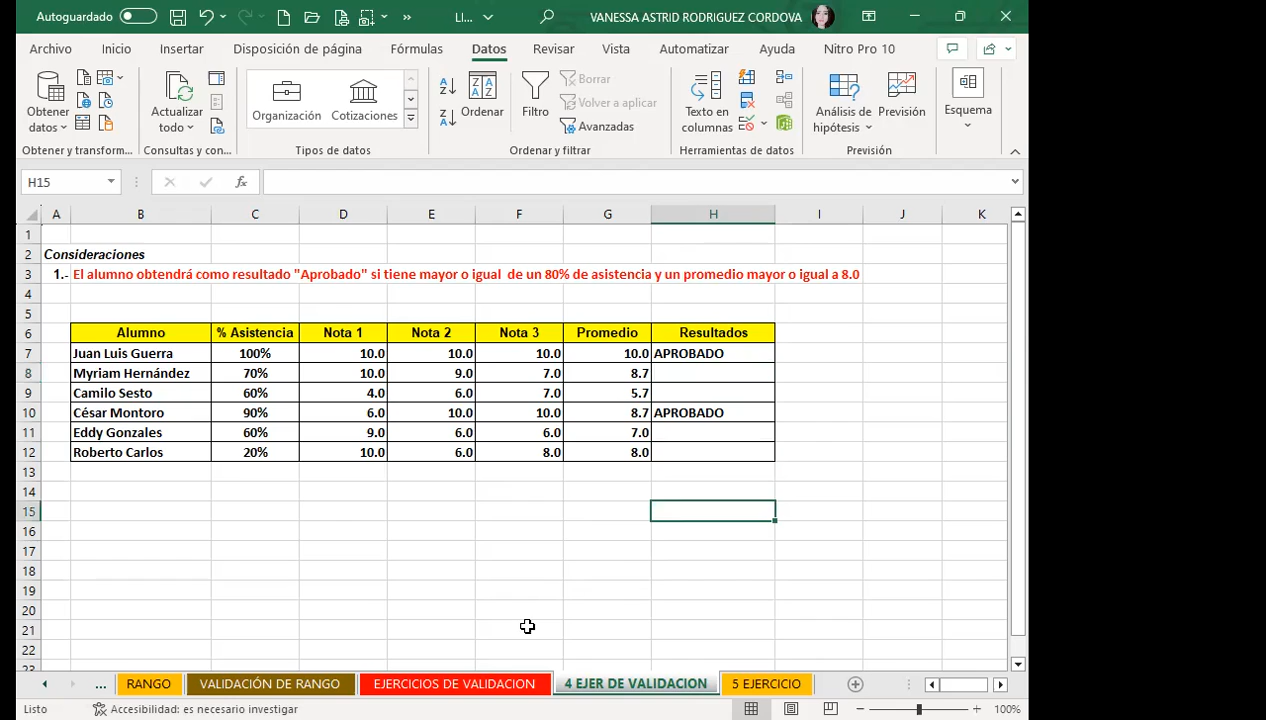 Autoguardado
LI...
VANESSA ASTRID RODRIGUEZ CORDOVA
Archivo Inicio Insertar Disposición de página Fórmulas Datos Revisar Vista Automatizar Ayuda Nitro Pro 10
Obtener datos
Actualizar todo
Organización Cotizaciones
Ordenar
Filtro
Borrar
Volver a aplicar
Avanzadas
Texto en columnas
Análisis de hipótesis
Previsión
Esquema
Obtener y transform... Consultas y con... Tipos de datos Ordenar y filtrar Herramientas de datos Previsión
H15 fx
A B C D E F G H I J K
1
2 Consideraciones
3 1.- El alumno obtendrá como resultado "Aprobado" si tiene mayor o igual de un 80% de asistencia y un promedio mayor o igual a 8.0
4
5
6 Alumno % Asistencia Nota 1 Nota 2 Nota 3 Promedio Resultados
7 Juan Luis Guerra 100% 10.0 10.0 10.0 10.0 APROBADO
8 Myriam Hernández 70% 10.0 9.0 7.0 8.7
9 Camilo Sesto 60% 4.0 6.0 7.0 5.7
10 César Montoro 90% 6.0 10.0 10.0 8.7 APROBADO
11 Eddy Gonzales 60% 9.0 6.0 6.0 7.0
12 Roberto Carlos 20% 10.0 6.0 8.0 8.0
13
14
15
16
17
18
19
20
21
22
23
... RANGO VALIDACIÓN DE RANGO EJERCICIOS DE VALIDACION 4 EJER DE VALIDACION 5 EJERCICIO
Listo Accesibilidad: es necesario investigar 100%